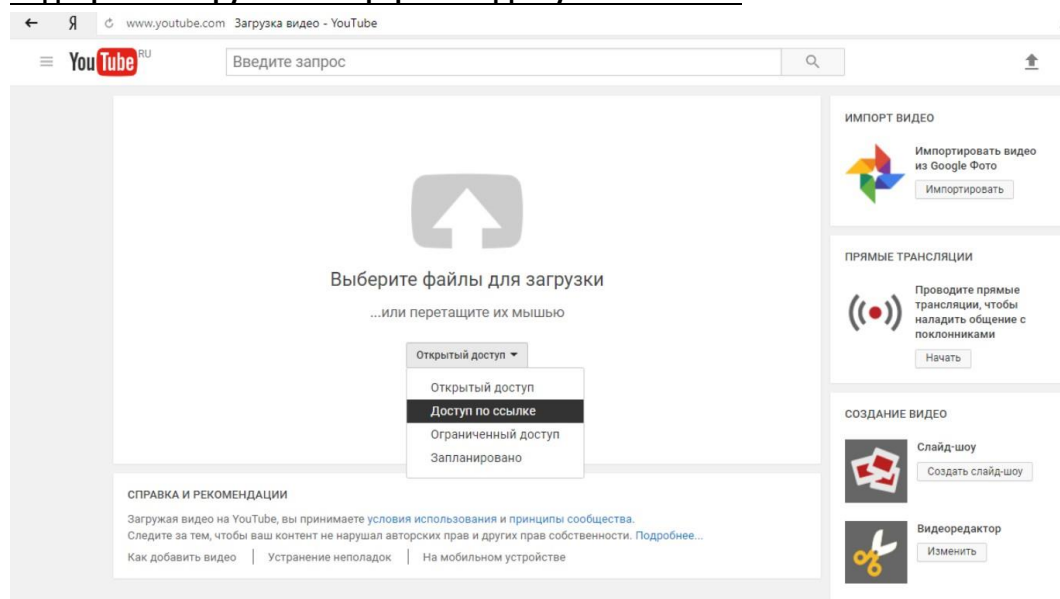 www.youtube.com Загрузка видео - YouTube
YouTube RU
Введите запрос
Выберите файлы для загрузки
...или перетащите их мышью
Открытый доступ
Открытый доступ
Доступ по ссылке
Ограниченный доступ
Запланировано
СПРАВКА И РЕКОМЕНДАЦИИ
Загружая видео на YouTube, вы принимаете условия использования и принципы сообщества.
Следите за тем, чтобы ваш контент не нарушал авторских прав и других прав собственности. Подробнее...
Как добавить видео | Устранение неполадок | На мобильном устройстве
ИМПОРТ ВИДЕО
Импортировать видео
из Google Фото
Импортировать
ПРЯМЫЕ ТРАНСЛЯЦИИ
Проводите прямые
трансляции, чтобы
наладить общение с
поклонниками
Начать
СОЗДАНИЕ ВИДЕО
Слайд-шоу
Создать слайд-шоу
Видеоредактор
Изменить